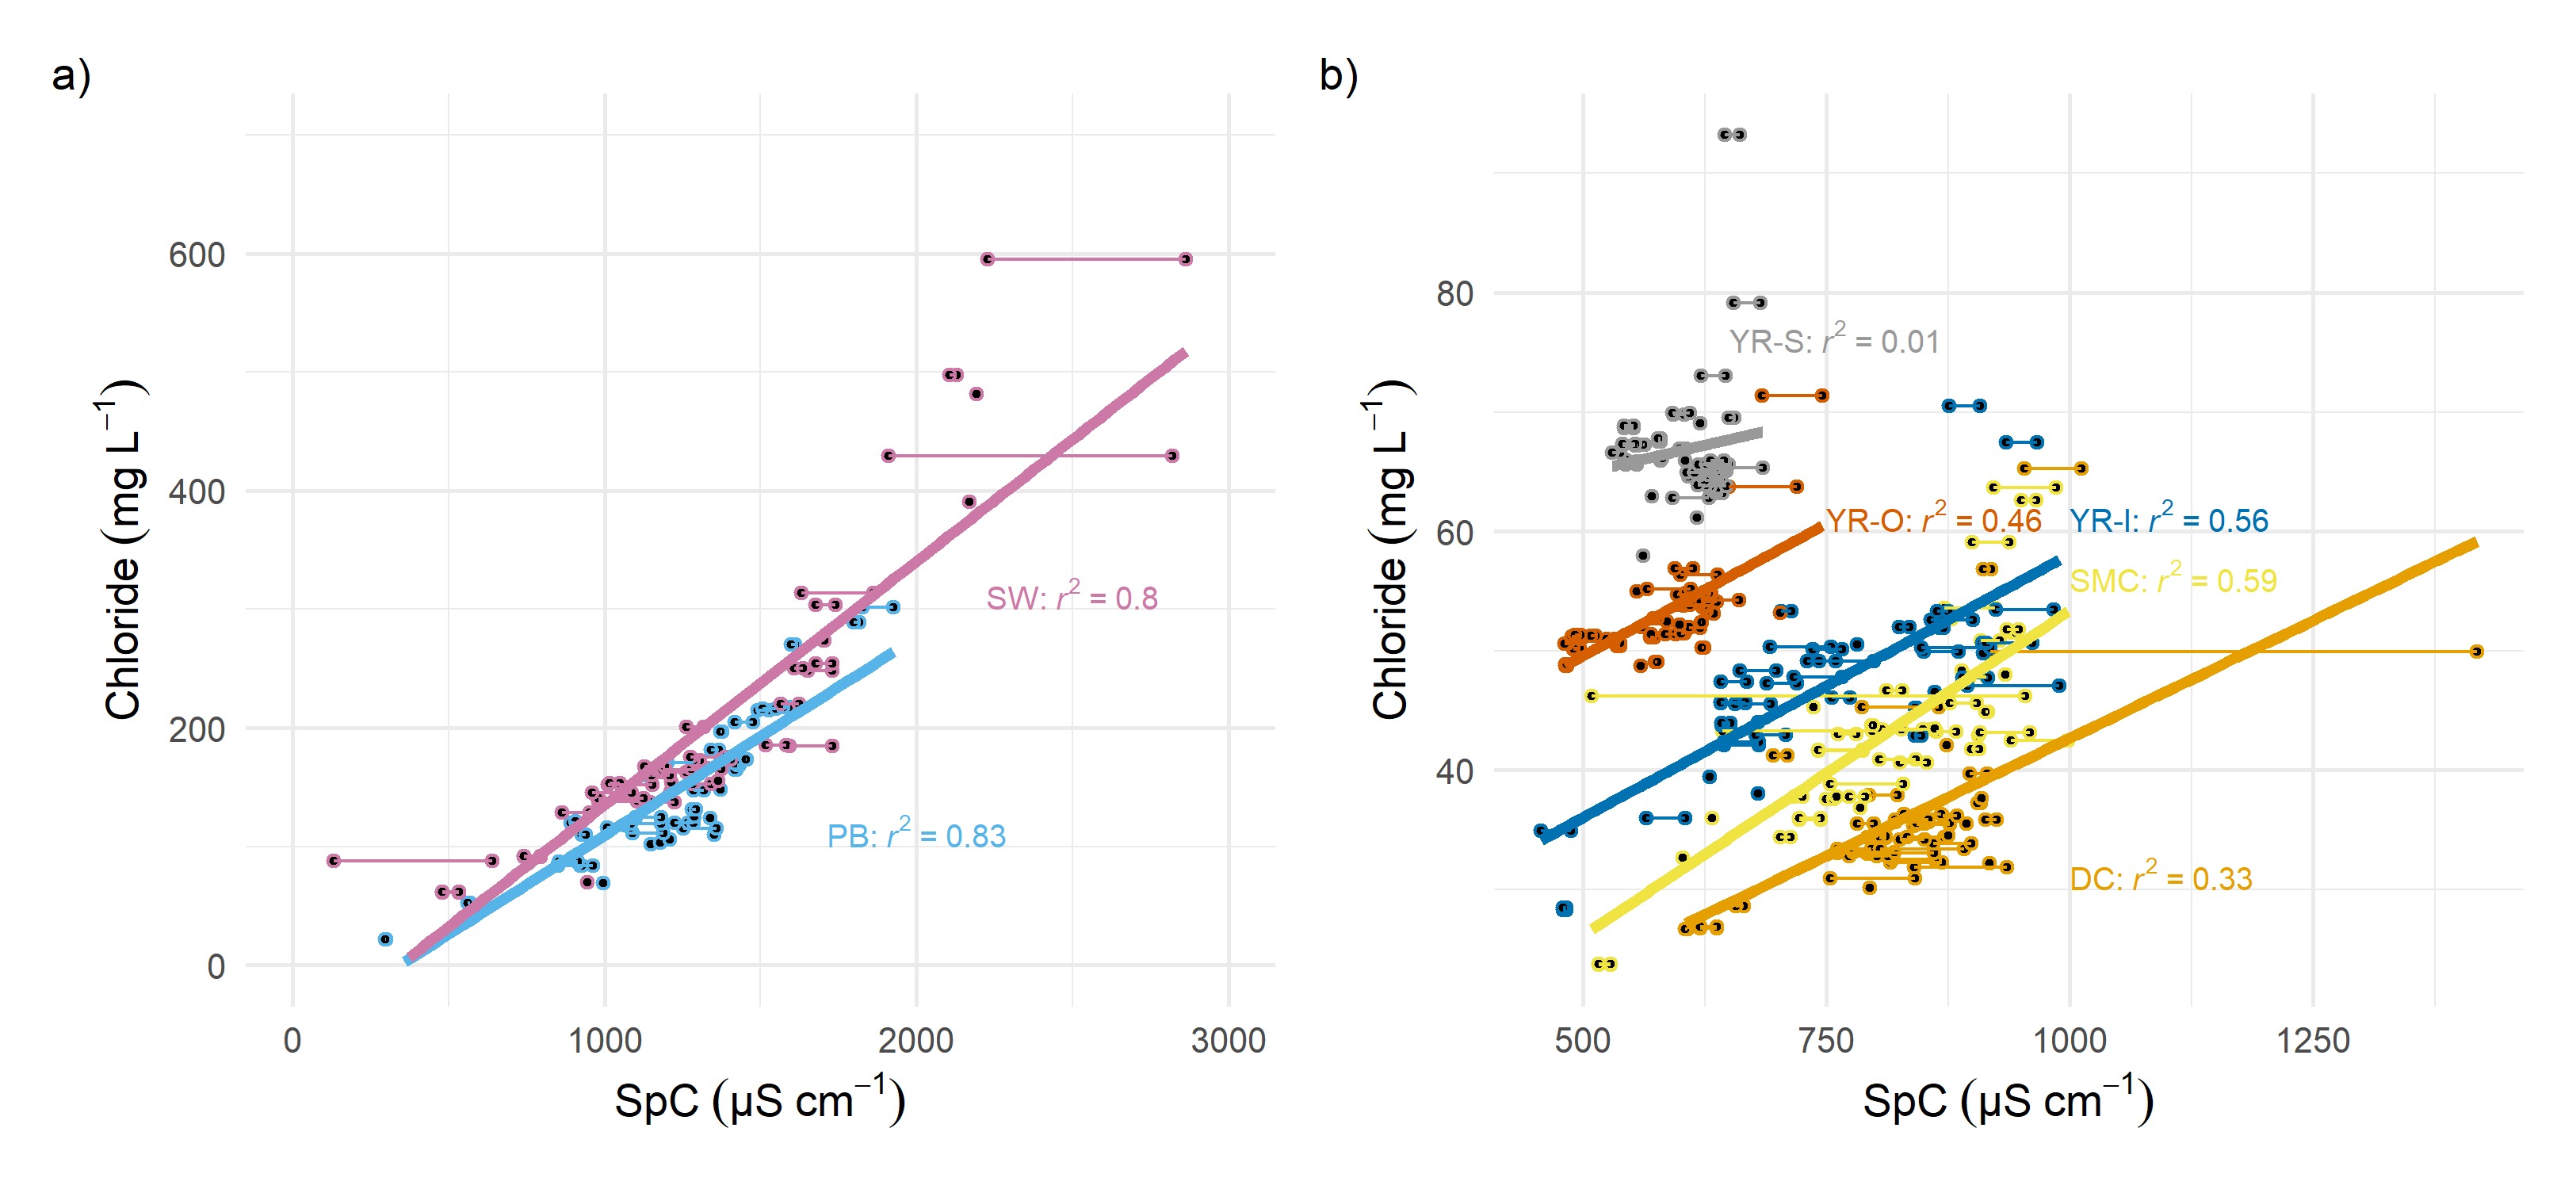 a)
600
400
200
0
Chloride (mg L⁻¹)
SW: r² = 0.8
PB: r² = 0.83
0 1000 2000 3000
SpC (µS cm⁻¹)
b)
80
60
40
Chloride (mg L⁻¹)
YR-S: r² = 0.01
YR-O: r² = 0.46
YR-I: r² = 0.56
SMC: r² = 0.59
DC: r² = 0.33
500 750 1000 1250
SpC (µS cm⁻¹)